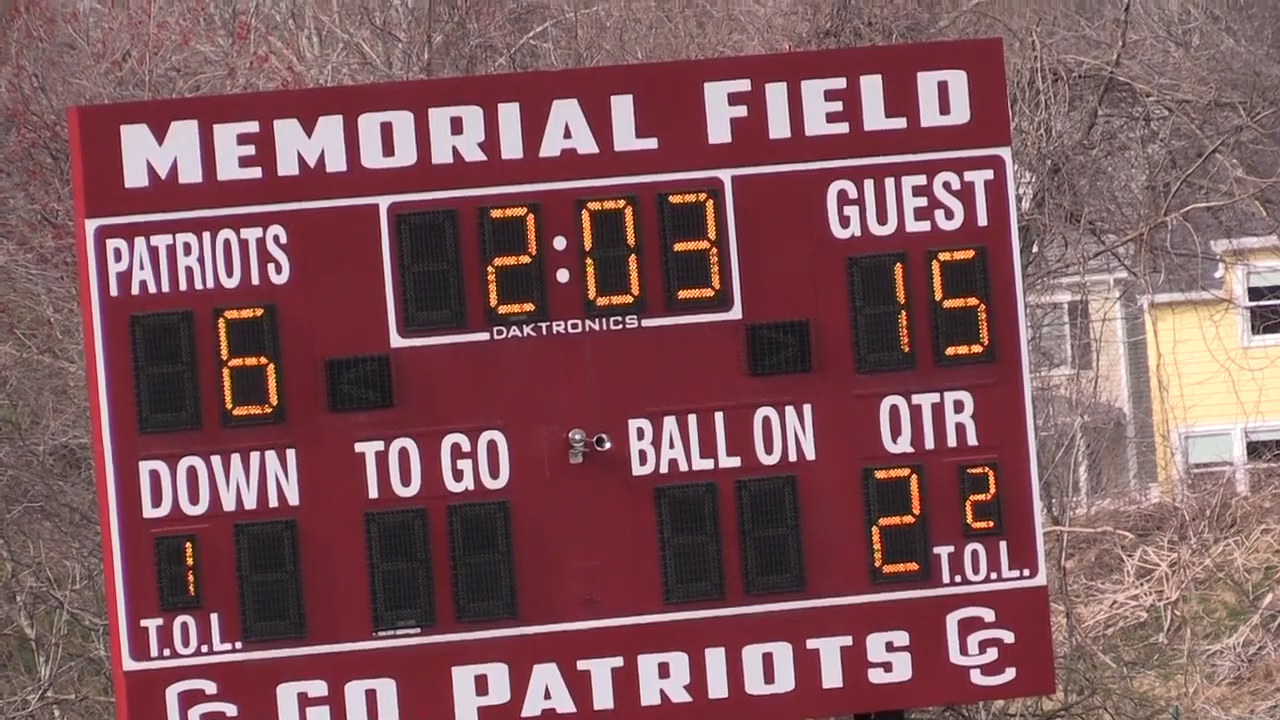 MEMORIAL FIELD
PATRIOTS 2:03 GUEST
DAKTRONICS
6 15
DOWN TO GO BALL ON QTR
1 2 2
T.O.L. T.O.L.
CC GO PATRIOTS CC